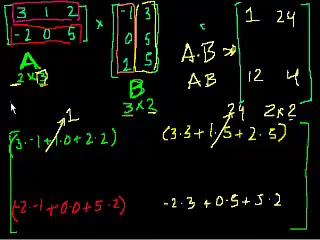 [3 1 2] × [-1 3] [1 24]
[-2 0 5] [0 5] A.B ⇒
[2 5]
A B AB 12 4
2×3 3×2 24 2×2
1
(3.-1+1.0+2.2) (3.3+1.5+2.5)
(-2.-1+0.0+5.2) -2.3+0.5+5.2